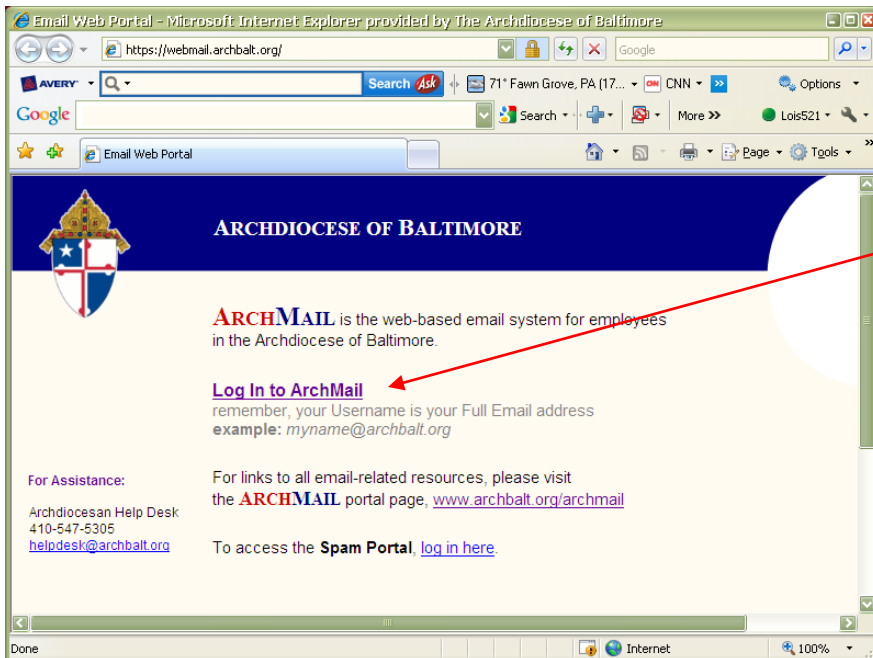 Email Web Portal - Microsoft Internet Explorer provided by The Archdiocese of Baltimore
https://webmail.archbalt.org/
Google
AVERY
Search Ask
71° Fawn Grove, PA (17...
CNN
Options
Google
Search
More >>
Lois521
Email Web Portal
Page
Tools
ARCHDIOCESE OF BALTIMORE
ARCHMAIL is the web-based email system for employees
in the Archdiocese of Baltimore.
Log In to ArchMail
remember, your Username is your Full Email address
example: myname@archbalt.org
For Assistance:
Archdiocesan Help Desk
410-547-5305
helpdesk@archbalt.org
For links to all email-related resources, please visit
the ARCHMAIL portal page, www.archbalt.org/archmail
To access the Spam Portal, log in here.
Done
Internet
100%